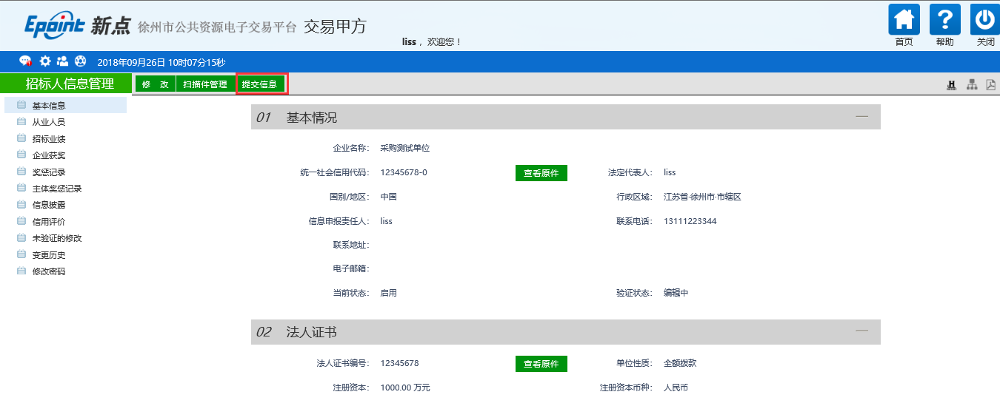 Epoint 新点 徐州市公共资源电子交易平台 交易甲方
liss ，欢迎您！
首页 帮助 关闭
2018年09月26日 10时07分15秒
招标人信息管理
修 改 扫描件管理 提交信息
基本信息
从业人员
招标业绩
企业获奖
奖惩记录
主体奖惩记录
信息披露
信用评价
未验证的修改
变更历史
修改密码
01 基本情况
企业名称： 采购测试单位
统一社会信用代码： 12345678-0 查看原件 法定代表人： liss
国别/地区： 中国 行政区域： 江苏省·徐州市·市辖区
信息申报责任人： liss 联系电话： 13111223344
联系地址：
电子邮箱：
当前状态： 启用 验证状态： 编辑中
02 法人证书
法人证书编号： 12345678 查看原件 单位性质： 全额拨款
注册资本： 1000.00 万元 注册资本币种： 人民币